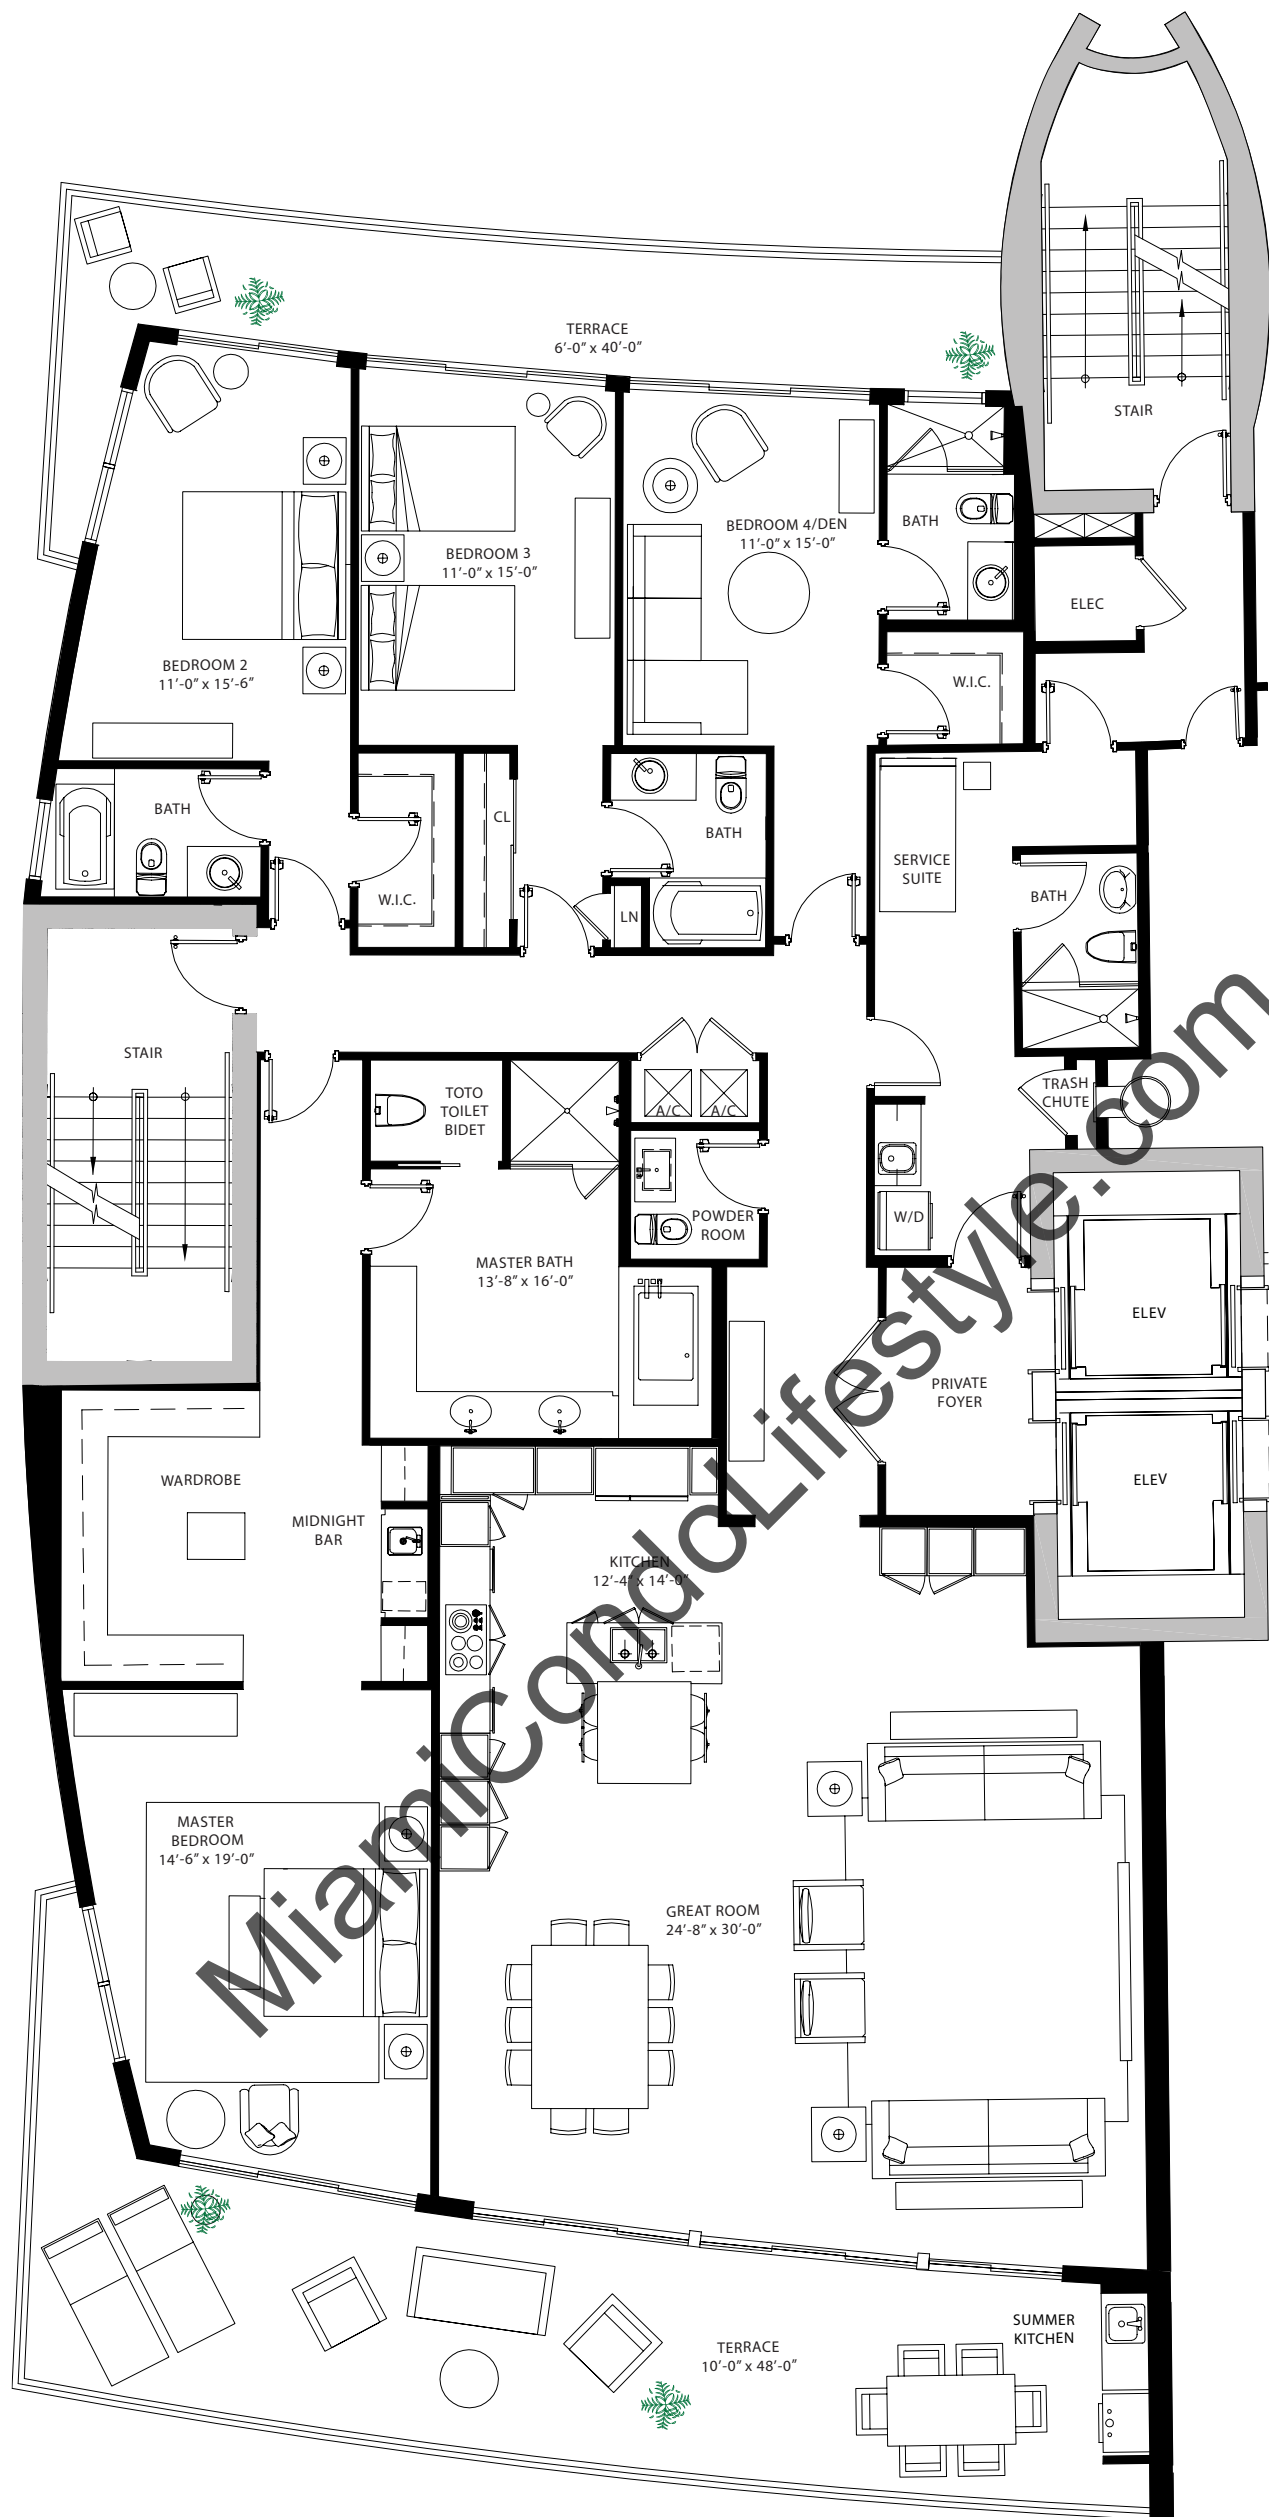 TERRACE
6'-0" x 40'-0"
STAIR
BEDROOM 4/DEN
11'-0" x 15'-0"
BATH
BEDROOM 3
11'-0" x 15'-0"
ELEC
BEDROOM 2
11'-0" x 15'-6"
W.I.C.
BATH
CL
BATH
SERVICE
SUITE
BATH
W.I.C.
LN
STAIR
TOTO
TOILET
BIDET
A/C
A/C
TRASH
CHUTE
POWDER
ROOM
W/D
MASTER BATH
13'-8" x 16'-0"
ELEV
PRIVATE
FOYER
WARDROBE
ELEV
MIDNIGHT
BAR
KITCHEN
12'-4" x 14'-0"
MASTER
BEDROOM
14'-6" x 19'-0"
GREAT ROOM
24'-8" x 30'-0"
SUMMER
KITCHEN
TERRACE
10'-0" x 48'-0"
MiamiCondoLifestyle.com